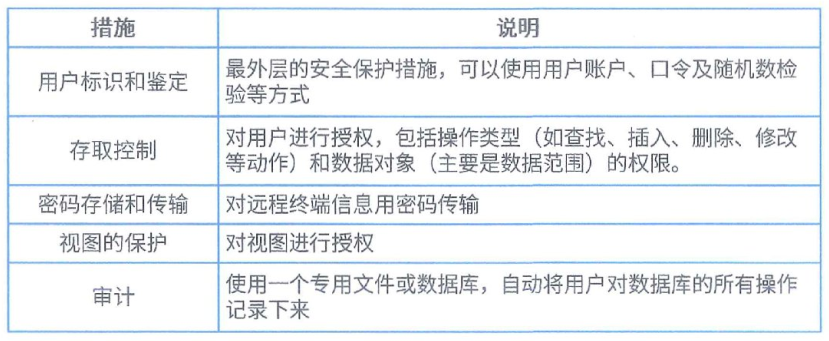 措施
说明
用户标识和鉴定
最外层的安全保护措施，可以使用用户账户、口令及随机数检
验等方式
存取控制
对用户进行授权，包括操作类型（如查找、插入、删除、修改
等动作）和数据对象（主要是数据范围）的权限。
密码存储和传输
对远程终端信息用密码传输
视图的保护
对视图进行授权
审计
使用一个专用文件或数据库，自动将用户对数据库的所有操作
记录下来